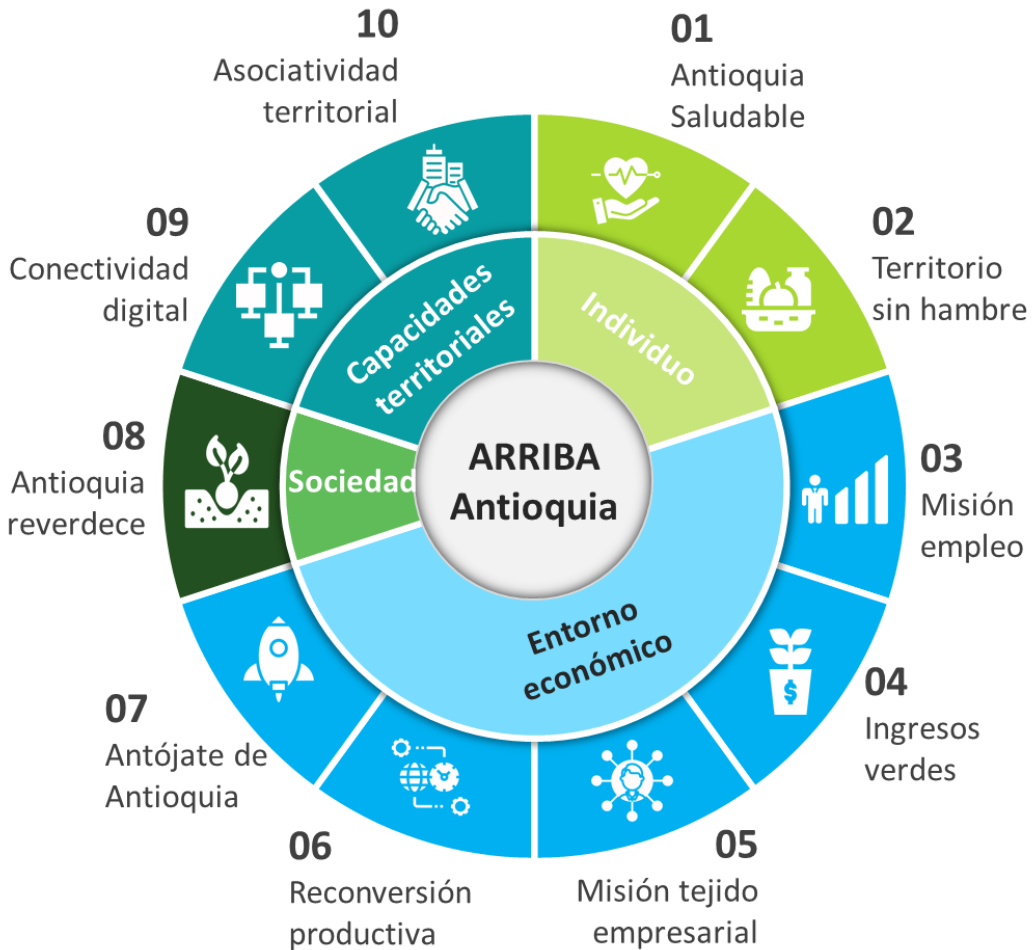 10
Asociatividad
territorial
01
Antioquia
Saludable
09
Conectividad
digital
02
Territorio
sin hambre
Capacidades
territoriales
Individuo
08
Antioquia
reverdece
Sociedad
ARRIBA
Antioquia
03
Misión
empleo
Entorno
económico
07
Antójate de
Antioquia
$
04
Ingresos
verdes
06
Reconversión
productiva
05
Misión tejido
empresarial